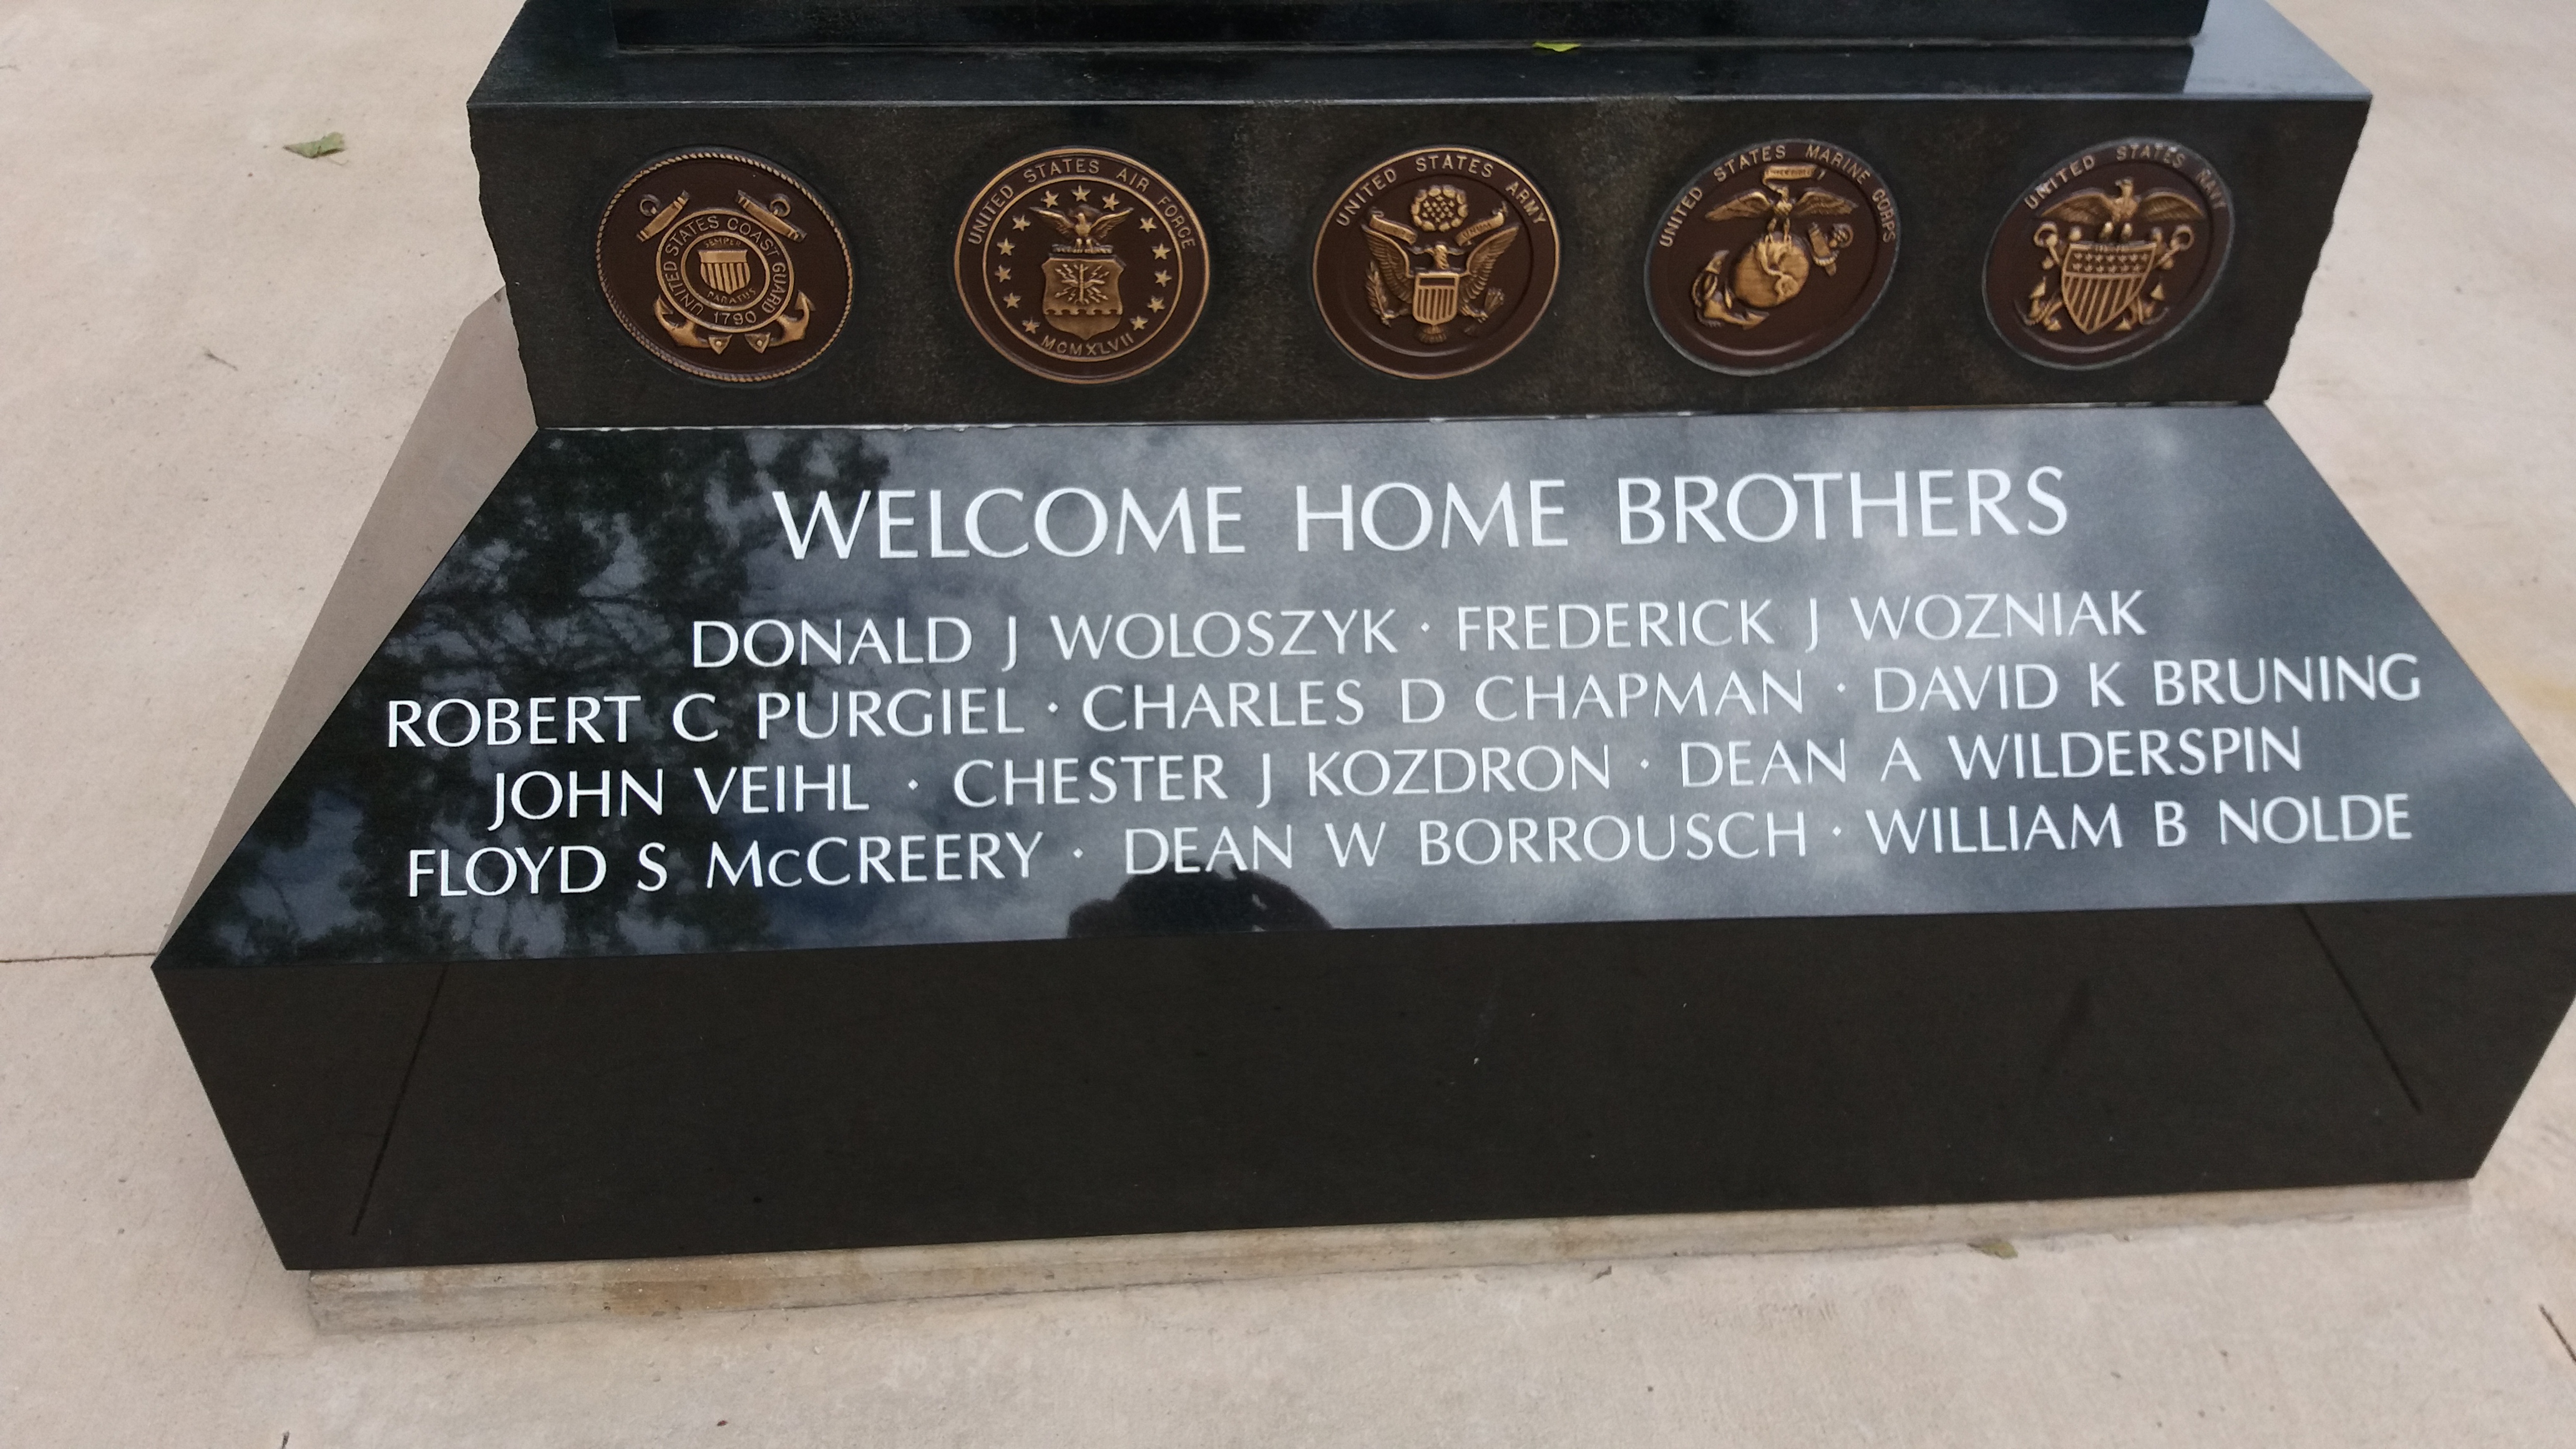 UNITED STATES COAST GUARD
SEMPER
PARATUS
1790
UNITED STATES AIR FORCE
MCMXLVII
UNITED STATES ARMY
UNITED STATES MARINE CORPS
UNITED STATES NAVY
WELCOME HOME BROTHERS
DONALD J WOLOSZYK · FREDERICK J WOZNIAK
ROBERT C PURGIEL · CHARLES D CHAPMAN · DAVID K BRUNING
JOHN VEIHL · CHESTER J KOZDRON · DEAN A WILDERSPIN
FLOYD S McCREERY · DEAN W BORROUSCH · WILLIAM B NOLDE